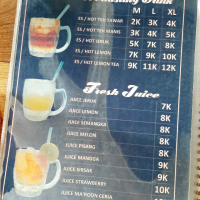 M XL
ES / HOT TEH TAWAR 2K 3K 4K
ES / HOT TEH MANIS 3K 4K 5K
ES / HOT JERUK 5K 7K 8K
ES / HOT LEMON 7K 8K 9K
ES / HOT LEMON TEA 9K 11K 12K
Fresh Juice
JUICE JERUK 7K
JUICE LEMON 8K
JUICE SEMANGKA 8K
JUICE MELON 8K
JUICE PISANG 8K
JUICE MANGGA 9K
JUICE SIRSAK 9K
JUICE STRAWBERRY 10K
CERIA 10K